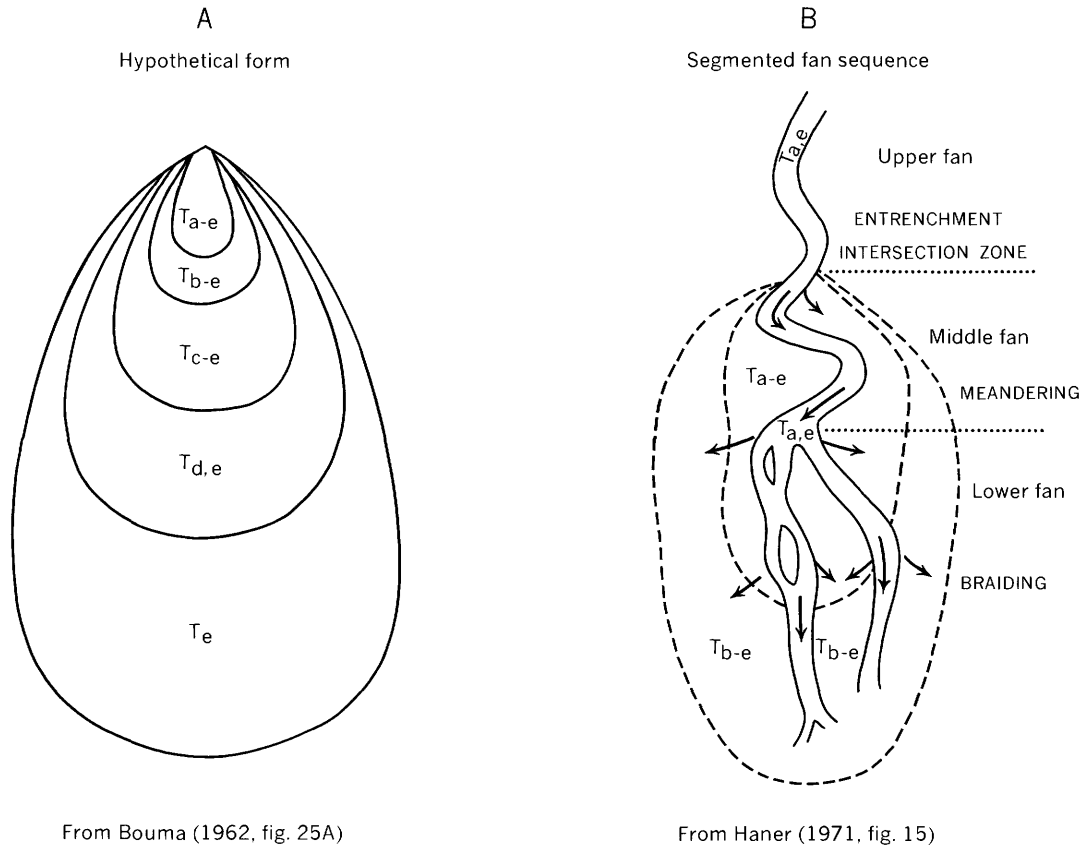 A
Hypothetical form
Ta-e
Tb-e
Tc-e
Td,e
Te
From Bouma (1962, fig. 25A)
B
Segmented fan sequence
Ta,e
Upper fan
ENTRENCHMENT
INTERSECTION ZONE
Middle fan
Ta-e
MEANDERING
Ta,e
Lower fan
BRAIDING
Tb-e
Tb-e
From Haner (1971, fig. 15)